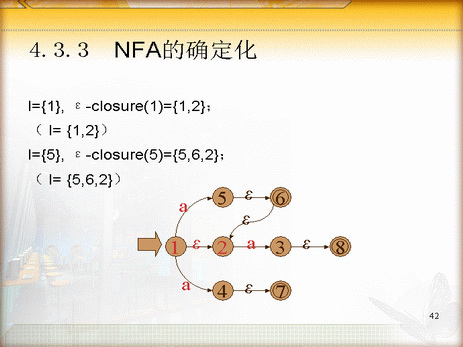 4.3.3 NFA的确定化
I={1}, ε-closure(1)={1,2};
（ I= {1,2}）
I={5}, ε-closure(5)={5,6,2};
（ I= {5,6,2}）
a 5 ε 6
ε
1 ε 2 a 3 ε 8
a 4 ε 7
42